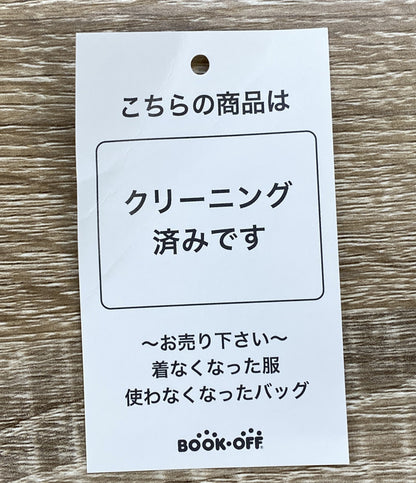 こちらの商品は
クリーニング
済みです
〜お売り下さい〜
着なくなった服
使わなくなったバッグ
BOOK・OFF